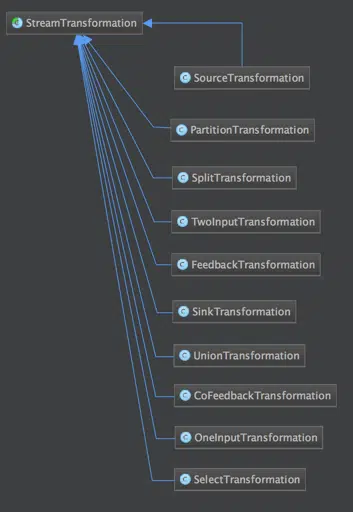 StreamTransformation
SourceTransformation
PartitionTransformation
SplitTransformation
TwoInputTransformation
FeedbackTransformation
SinkTransformation
UnionTransformation
CoFeedbackTransformation
OneInputTransformation
SelectTransformation